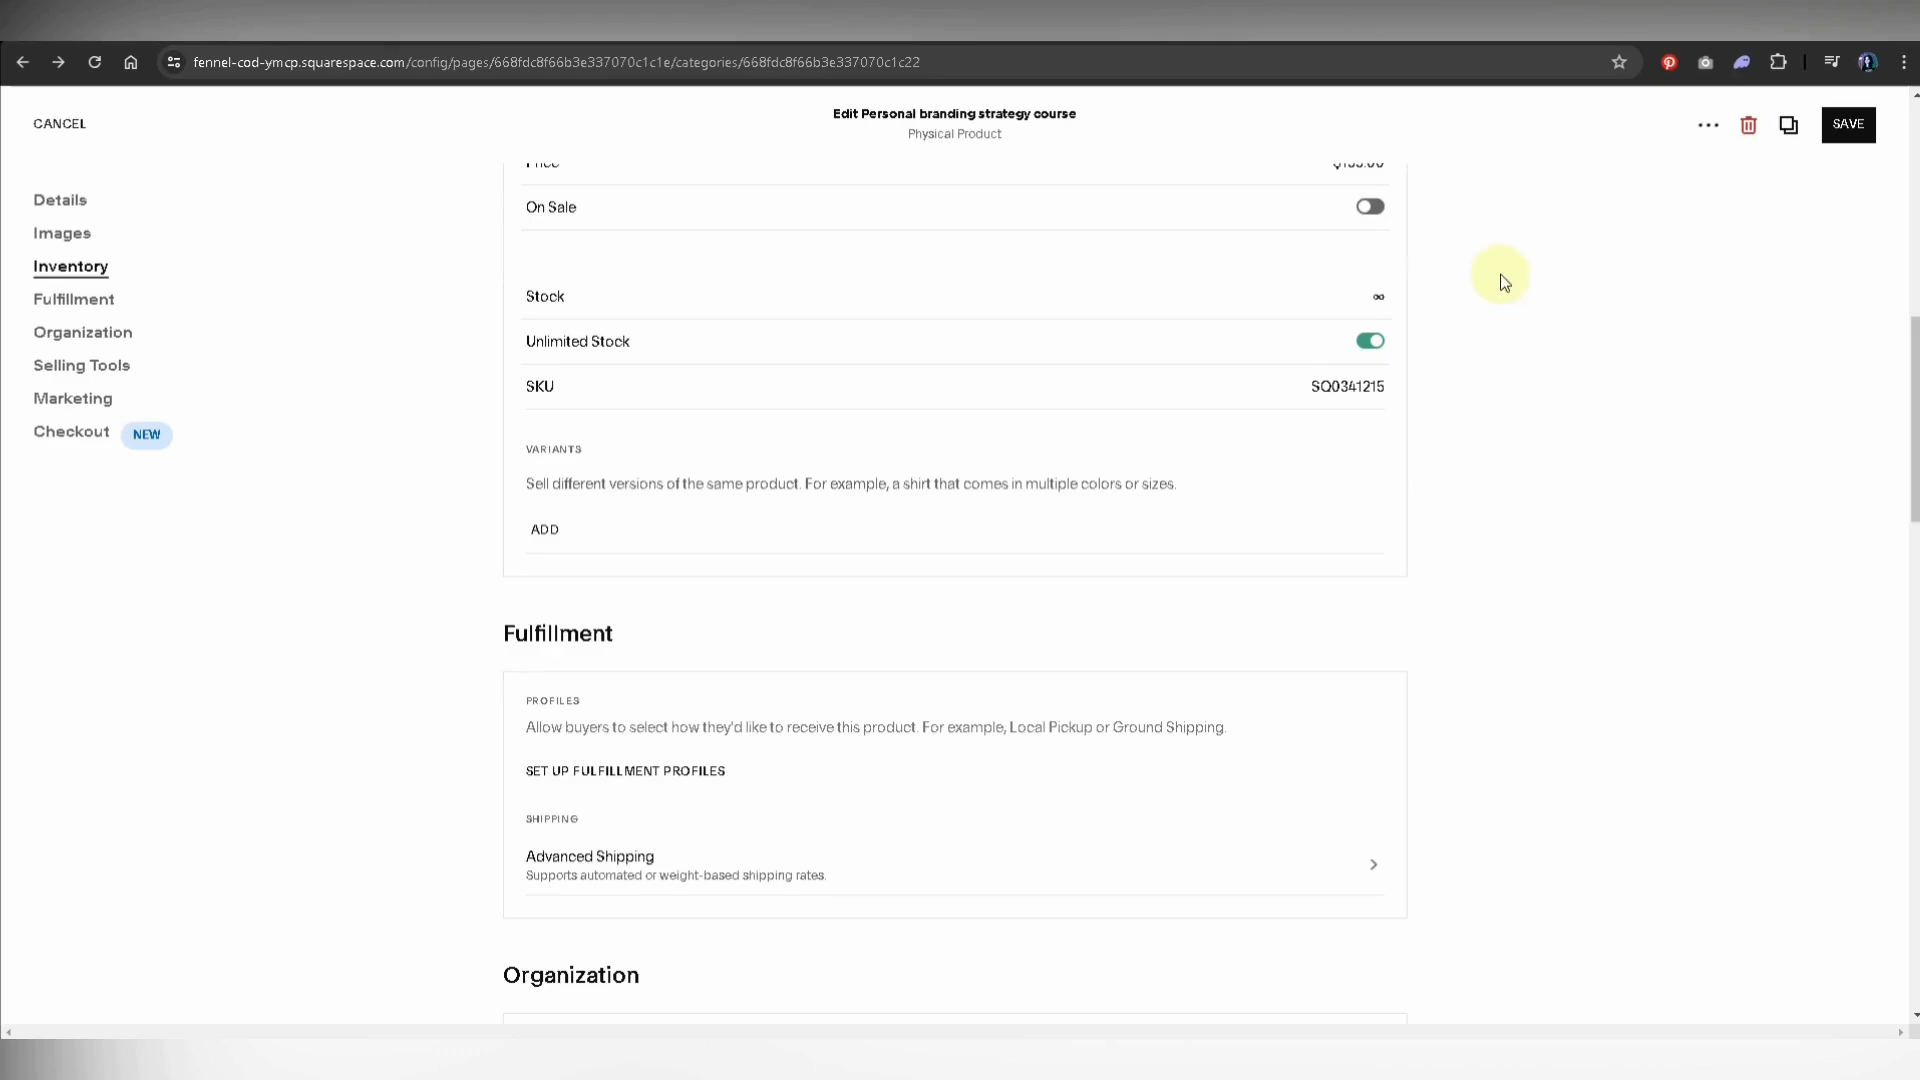 fennel-cod-ymcp.squarespace.com/config/pages/668fdc8f66b3e337070c1c1e/categories/668fdc8f66b3e337070c1c22
CANCEL
Edit Personal branding strategy course
Physical Product
SAVE
Details
Images
Inventory
Fulfillment
Organization
Selling Tools
Marketing
Checkout NEW
Price
On Sale
Stock ∞
Unlimited Stock
SKU SQ0341215
VARIANTS
Sell different versions of the same product. For example, a shirt that comes in multiple colors or sizes.
ADD
Fulfillment
PROFILES
Allow buyers to select how they'd like to receive this product. For example, Local Pickup or Ground Shipping.
SET UP FULFILLMENT PROFILES
SHIPPING
Advanced Shipping
Supports automated or weight-based shipping rates.
Organization